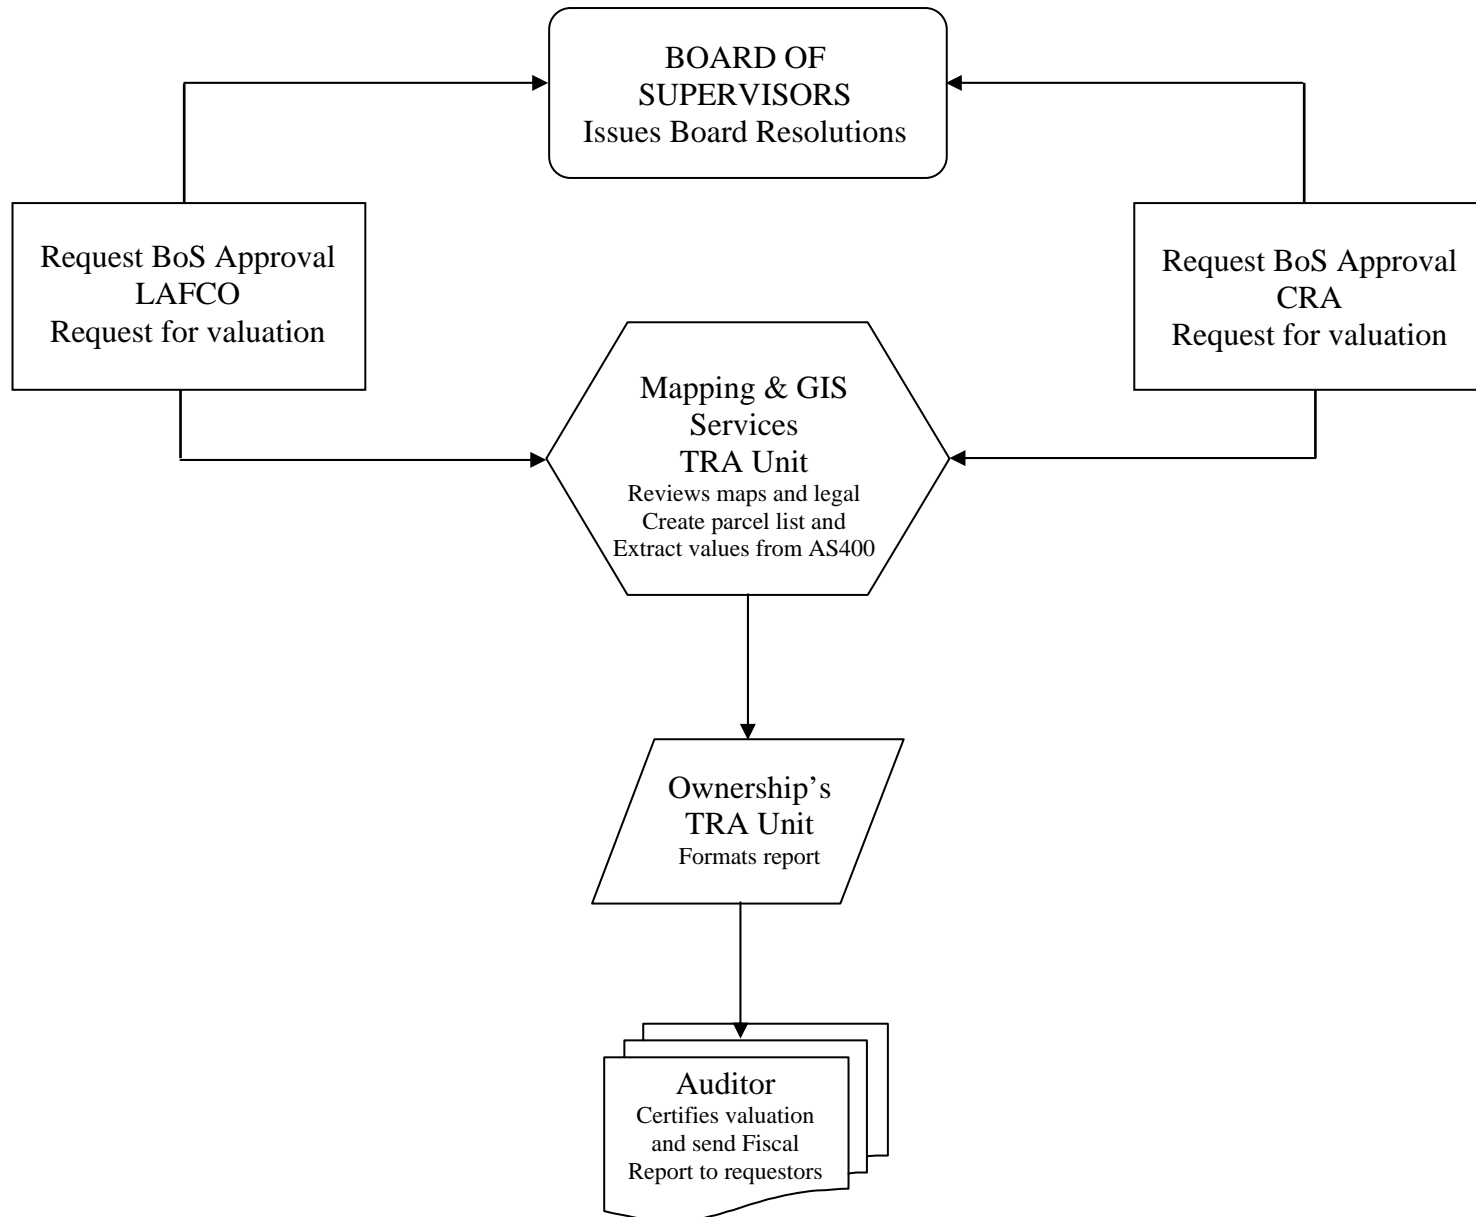 BOARD OF
SUPERVISORS
Issues Board Resolutions
Request BoS Approval
LAFCO
Request for valuation
Request BoS Approval
CRA
Request for valuation
Mapping & GIS
Services
TRA Unit
Reviews maps and legal
Create parcel list and
Extract values from AS400
Ownership’s
TRA Unit
Formats report
Auditor
Certifies valuation
and send Fiscal
Report to requestors